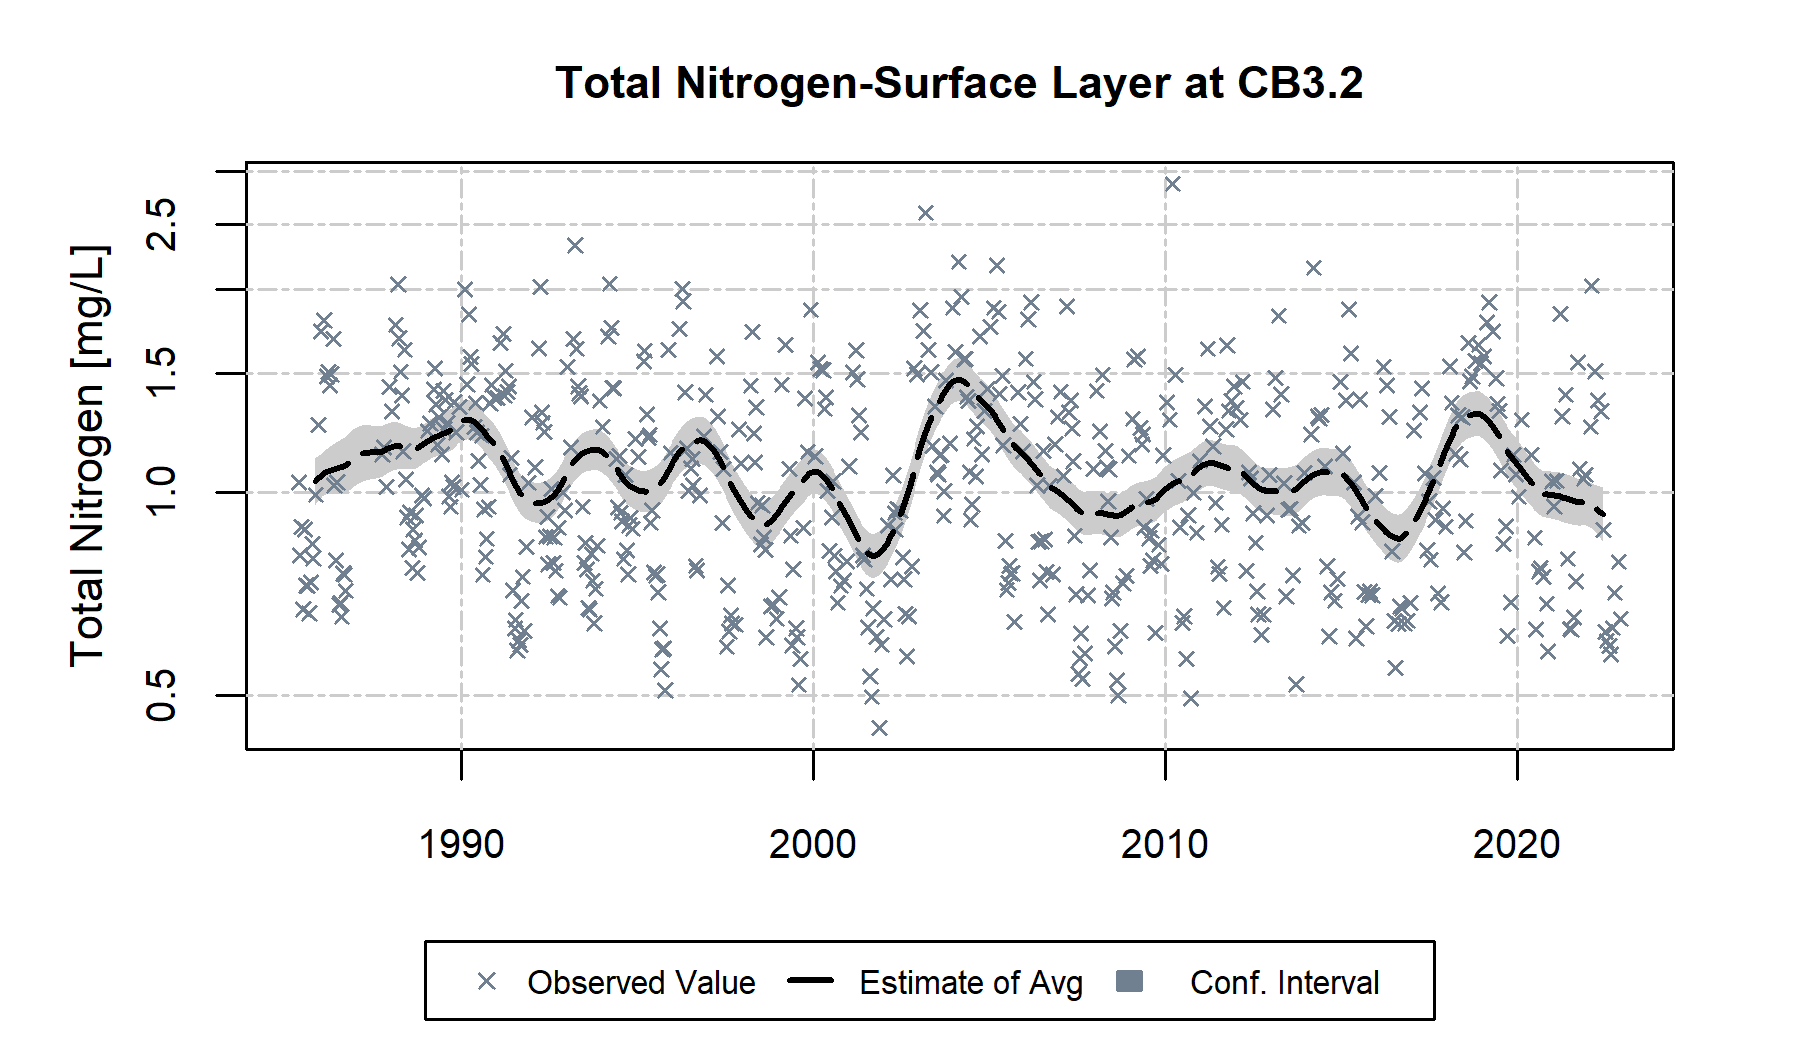 Total Nitrogen-Surface Layer at CB3.2
Total Nitrogen [mg/L]
2.5
1.5
1.0
0.5
1990 2000 2010 2020
Observed Value Estimate of Avg Conf. Interval